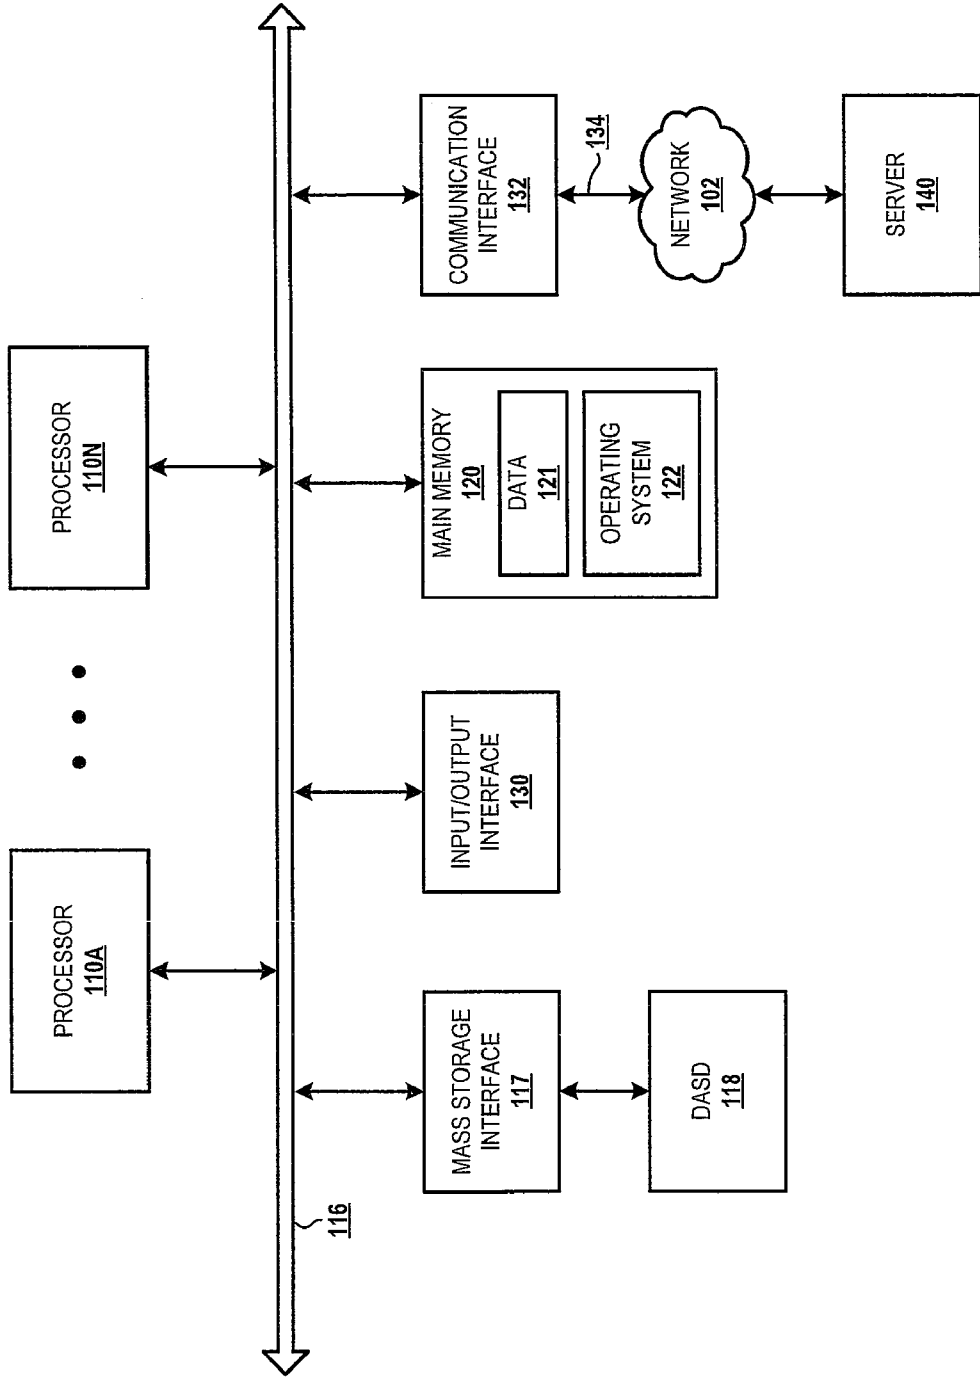 PROCESSOR
110A
PROCESSOR
110N
116
MASS STORAGE
INTERFACE
117
DASD
118
INPUT/OUTPUT
INTERFACE
130
MAIN MEMORY
120
DATA
121
OPERATING
SYSTEM
122
COMMUNICATION
INTERFACE
132
134
NETWORK
102
SERVER
140